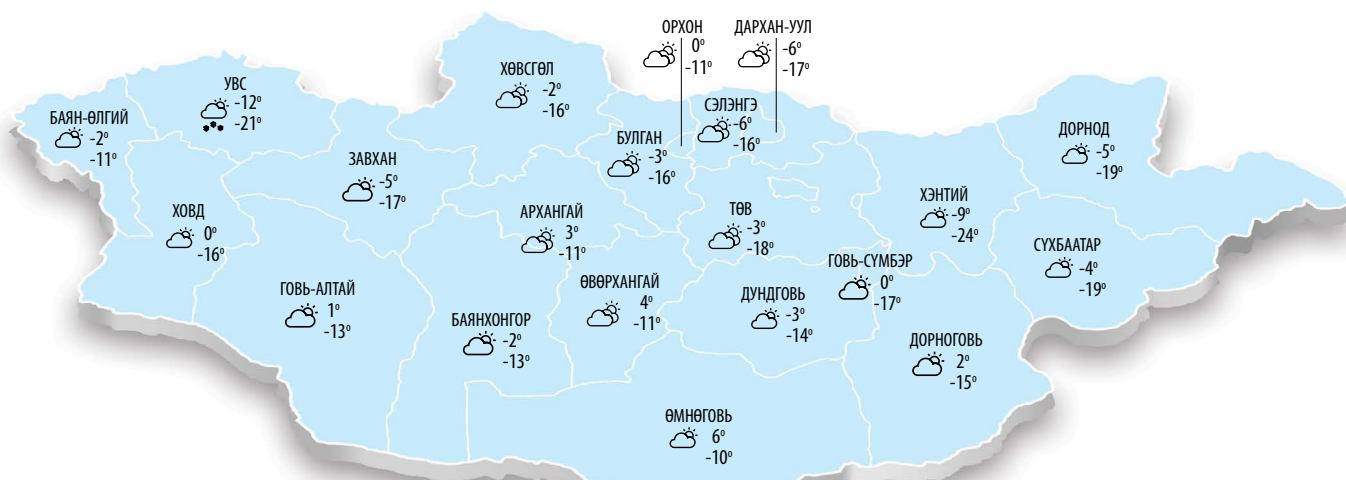 ОРХОН
0°
-11°
ДАРХАН-УУЛ
-6°
-17°
ХӨВСГӨЛ
-2°
-16°
УВС
-12°
-21°
БАЯН-ӨЛГИЙ
-2°
-11°
СЭЛЭНГЭ
-6°
-16°
БУЛГАН
-3°
-16°
ДОРНОД
-5°
-19°
ЗАВХАН
-5°
-17°
ХОВД
0°
-16°
АРХАНГАЙ
3°
-11°
ТӨВ
-3°
-18°
ХЭНТИЙ
-9°
-24°
СҮХБААТАР
-4°
-19°
ГОВЬ-СҮМБЭР
0°
-17°
ГОВЬ-АЛТАЙ
1°
-13°
БАЯНХОНГОР
-2°
-13°
ӨВӨРХАНГАЙ
4°
-11°
ДУНДГОВЬ
-3°
-14°
ДОРНОГОВЬ
2°
-15°
ӨМНӨГОВЬ
6°
-10°